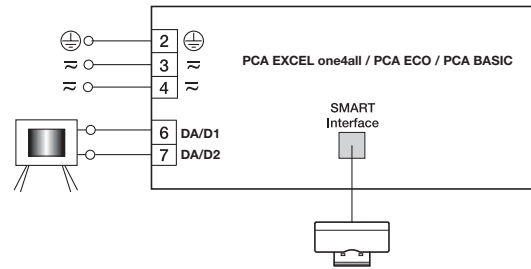 2
3
4
PCA EXCEL one4all / PCA ECO / PCA BASIC
SMART
Interface
6 DA/D1
7 DA/D2